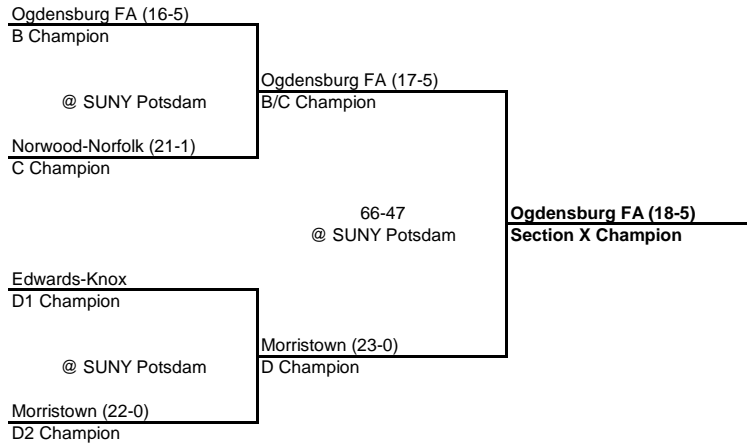 Ogdensburg FA (16-5)
B Champion
@ SUNY Potsdam
Ogdensburg FA (17-5)
B/C Champion
Norwood-Norfolk (21-1)
C Champion
66-47
@ SUNY Potsdam
Ogdensburg FA (18-5)
Section X Champion
Edwards-Knox
D1 Champion
@ SUNY Potsdam
Morristown (23-0)
D Champion
Morristown (22-0)
D2 Champion